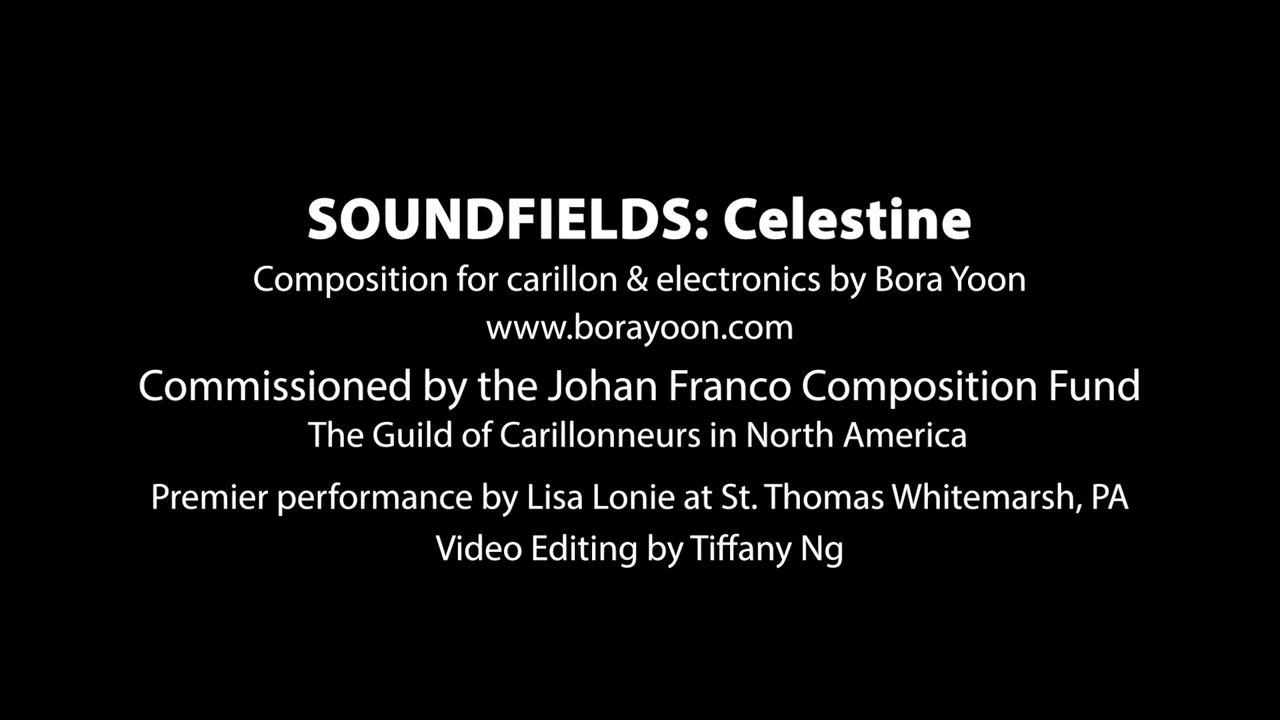 SOUNDFIELDS: Celestine
Composition for carillon & electronics by Bora Yoon
www.borayoon.com
Commissioned by the Johan Franco Composition Fund
The Guild of Carillonneurs in North America
Premier performance by Lisa Lonie at St. Thomas Whitemarsh, PA
Video Editing by Tiffany Ng